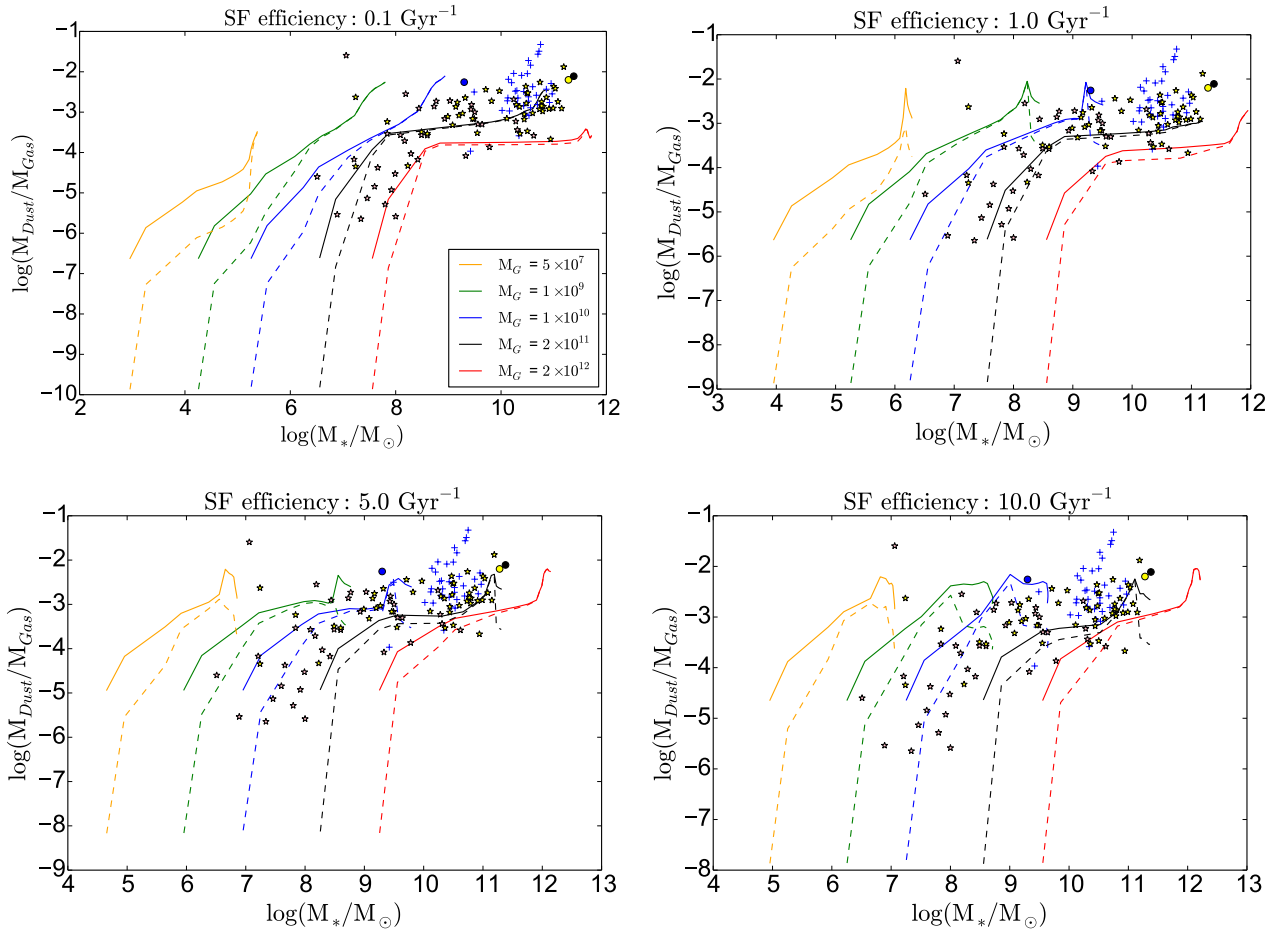 SF efficiency: 0.1 Gyr⁻¹
−1
−2
−3
−4
−5
−6
−7
−8
−9
−10
log(M_Dust/M_Gas)
M_G = 5×10⁷
M_G = 1×10⁹
M_G = 1×10¹⁰
M_G = 2×10¹¹
M_G = 2×10¹²
2 4 6 8 10 12
log(M_*/M_⊙)
SF efficiency: 1.0 Gyr⁻¹
−1
−2
−3
−4
−5
−6
−7
−8
−9
log(M_Dust/M_Gas)
3 4 5 6 7 8 9 10 11 12
log(M_*/M_⊙)
SF efficiency: 5.0 Gyr⁻¹
−1
−2
−3
−4
−5
−6
−7
−8
−9
log(M_Dust/M_Gas)
4 5 6 7 8 9 10 11 12 13
log(M_*/M_⊙)
SF efficiency: 10.0 Gyr⁻¹
−1
−2
−3
−4
−5
−6
−7
−8
log(M_Dust/M_Gas)
4 5 6 7 8 9 10 11 12 13
log(M_*/M_⊙)